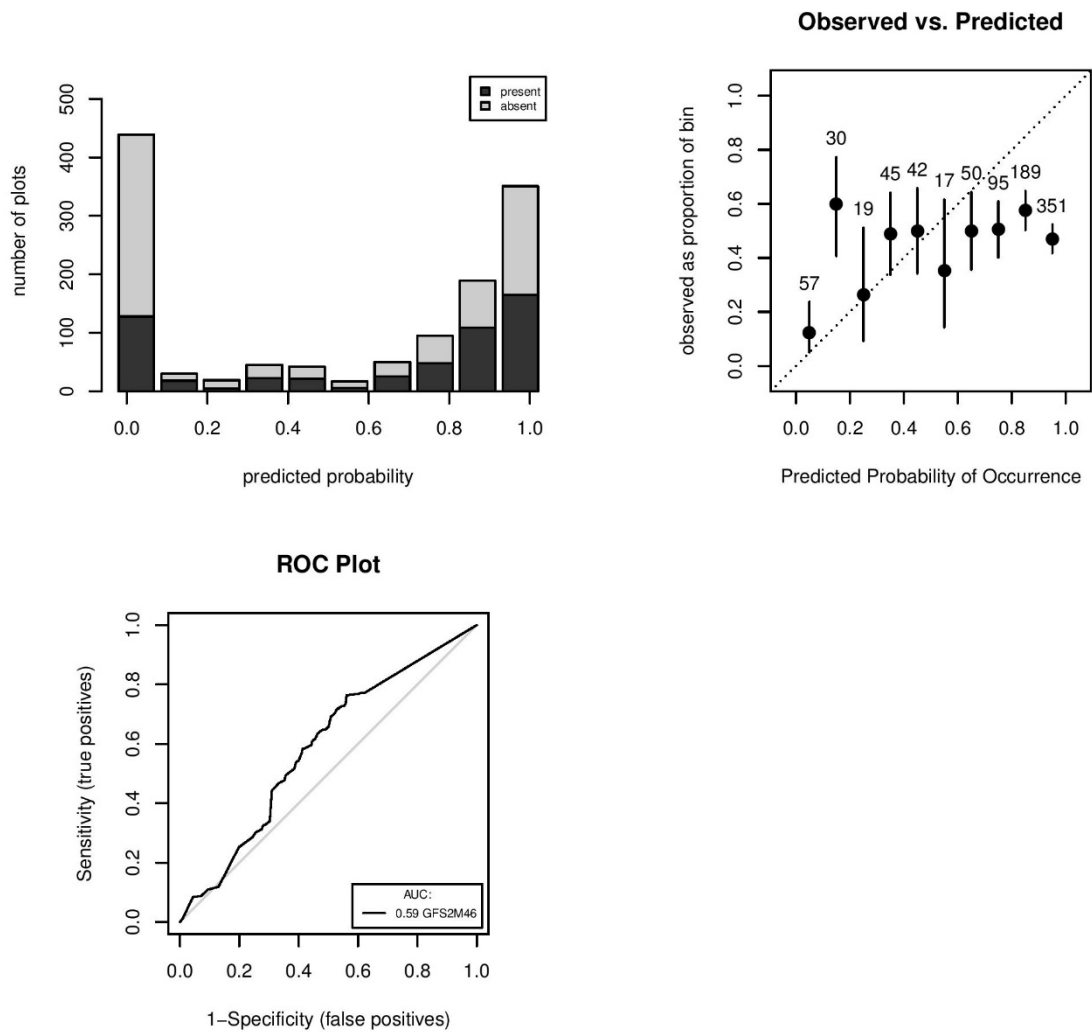 Observed vs. Predicted
present
absent
number of plots
0 100 200 300 400 500
0.0 0.2 0.4 0.6 0.8 1.0
predicted probability
observed as proportion of bin
0.0 0.2 0.4 0.6 0.8 1.0
57 30 19 45 42 17 50 95 189 351
0.0 0.2 0.4 0.6 0.8 1.0
Predicted Probability of Occurrence
ROC Plot
Sensitivity (true positives)
0.0 0.2 0.4 0.6 0.8 1.0
AUC:
0.59 GFS2M46
0.0 0.2 0.4 0.6 0.8 1.0
1−Specificity (false positives)